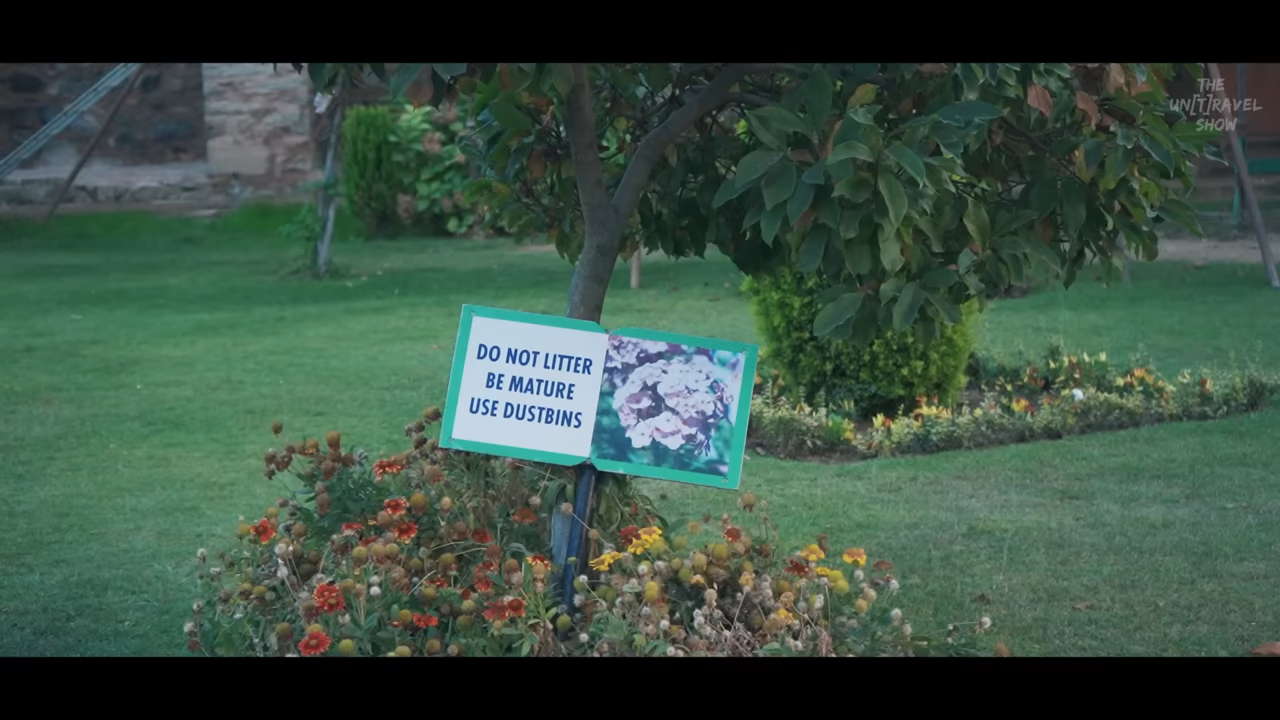 THE
UN[T]RAVEL
SHOW
DO NOT LITTER
BE MATURE
USE DUSTBINS